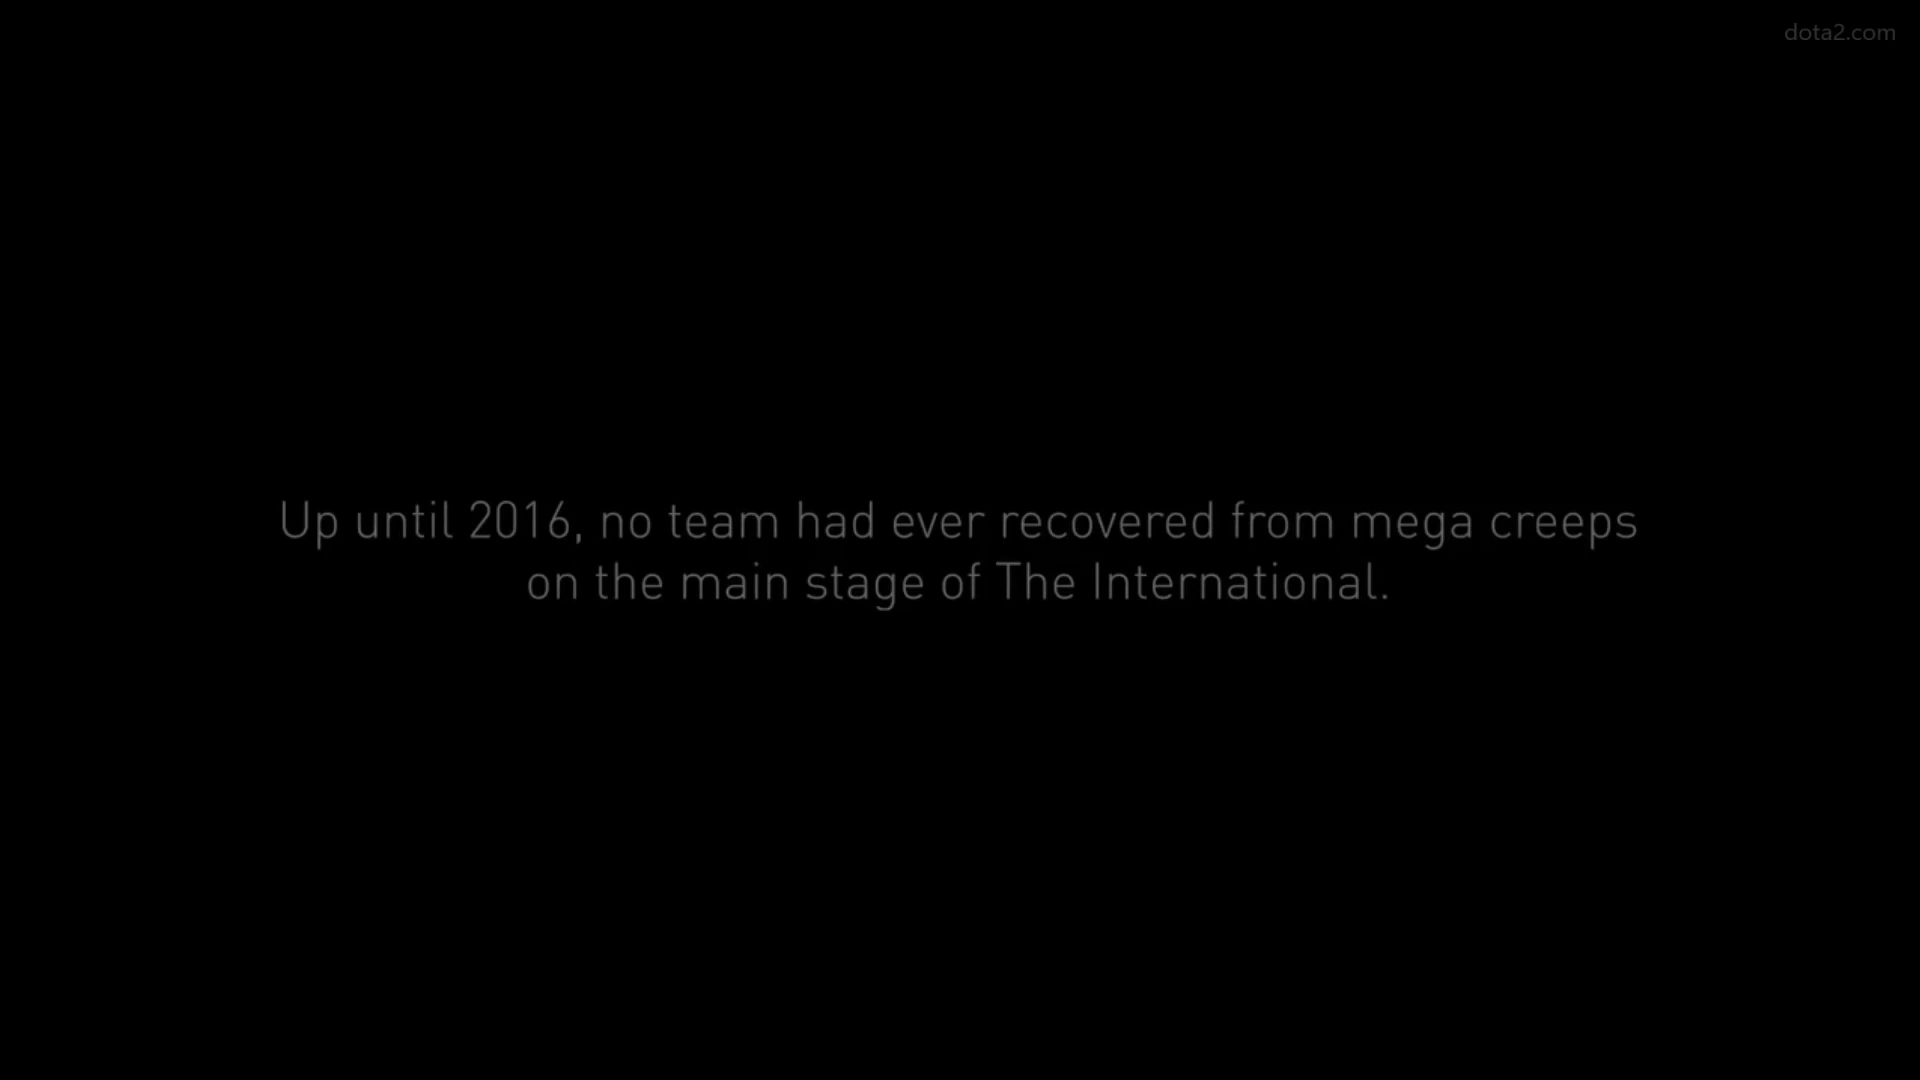 dota2.com
Up until 2016, no team had ever recovered from mega creeps
on the main stage of The International.